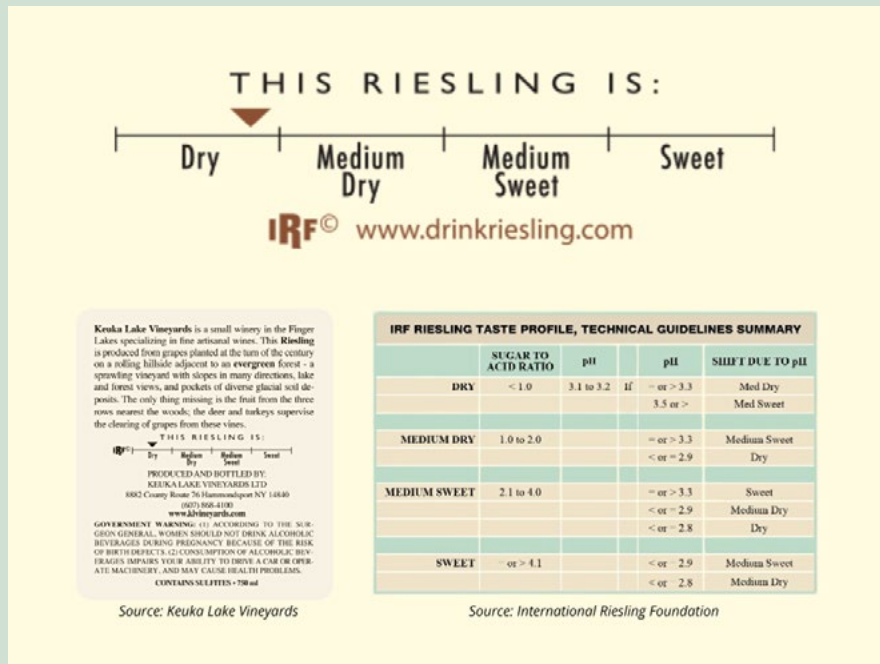 THIS RIESLING IS:
Dry
Medium Dry
Medium Sweet
Sweet
IRF© www.drinkriesling.com
Keuka Lake Vineyards is a small winery in the Finger
Lakes specializing in fine artisanal wines. This Riesling
is produced from grapes planted at the turn of the century
on a rolling hillside adjacent to an evergreen forest - a
sprawling vineyard with slopes in many directions, lake
and forest views, and pockets of diverse glacial soil de-
posits. The only thing missing is the fruit from the three
rows nearest the woods; the deer and turkeys supervise
the clearing of grapes from these vines.
THIS RIESLING IS:
IRF©
Dry
Medium Dry
Medium Sweet
Sweet
PRODUCED AND BOTTLED BY:
KEUKA LAKE VINEYARDS LTD
8882 County Route 76 Hammondsport NY 14840
(607) 868-4100
www.klvineyards.com
GOVERNMENT WARNING: (1) ACCORDING TO THE SUR-
GEON GENERAL, WOMEN SHOULD NOT DRINK ALCOHOLIC
BEVERAGES DURING PREGNANCY BECAUSE OF THE RISK
OF BIRTH DEFECTS. (2) CONSUMPTION OF ALCOHOLIC BEV-
ERAGES IMPAIRS YOUR ABILITY TO DRIVE A CAR OR OPER-
ATE MACHINERY, AND MAY CAUSE HEALTH PROBLEMS.
CONTAINS SULFITES • 750 ml
Source: Keuka Lake Vineyards
IRF RIESLING TASTE PROFILE, TECHNICAL GUIDELINES SUMMARY
SUGAR TO ACID RATIO pH pH SHIFT DUE TO pH
DRY < 1.0 3.1 to 3.2 If = or > 3.3 Med Dry
3.5 or > Med Sweet
MEDIUM DRY 1.0 to 2.0 = or > 3.3 Medium Sweet
< or = 2.9 Dry
MEDIUM SWEET 2.1 to 4.0 = or > 3.3 Sweet
< or = 2.9 Medium Dry
< or = 2.8 Dry
SWEET = or > 4.1 < or = 2.9 Medium Sweet
< or = 2.8 Medium Dry
Source: International Riesling Foundation